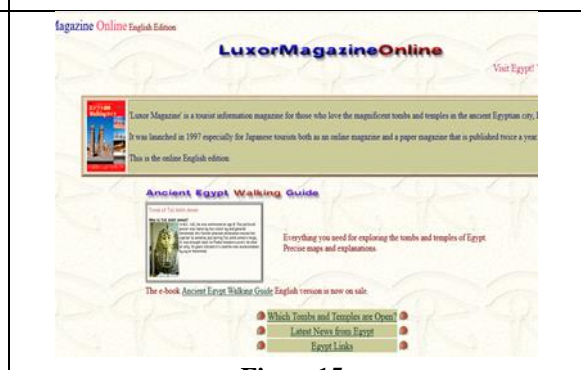 Magazine Online English Edition
LuxorMagazineOnline
Visit Egypt!
'Luxor Magazine' is a tourist information magazine for those who love the magnificent tombs and temples in the ancient Egyptian city,
It was launched in 1997 especially for Japanese tourists both as an online magazine and a paper magazine that is published twice a year
This is the online English edition
Ancient Egypt Walking Guide
Everything you need for exploring the tombs and temples of Egypt.
Precise maps and explanations.
The e-book Ancient Egypt Walking Guide English version is now on sale.
Which Tombs and Temples are Open?
Latest News from Egypt
Egypt Links